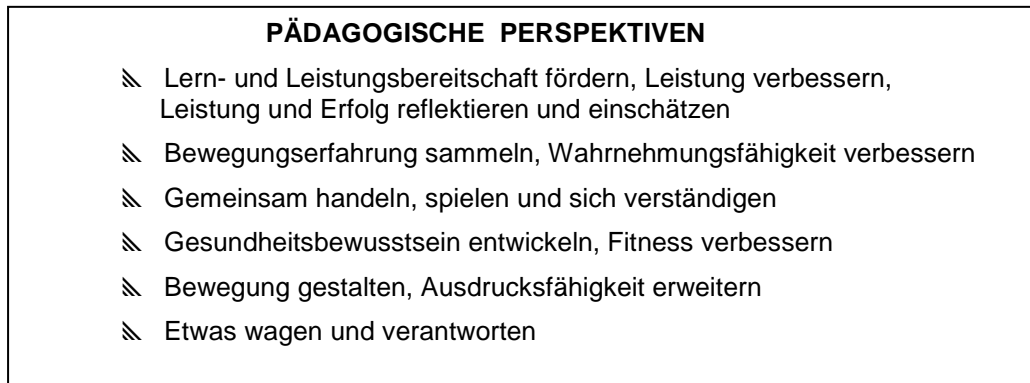 PÄDAGOGISCHE PERSPEKTIVEN
Lern- und Leistungsbereitschaft fördern, Leistung verbessern,
Leistung und Erfolg reflektieren und einschätzen
Bewegungserfahrung sammeln, Wahrnehmungsfähigkeit verbessern
Gemeinsam handeln, spielen und sich verständigen
Gesundheitsbewusstsein entwickeln, Fitness verbessern
Bewegung gestalten, Ausdrucksfähigkeit erweitern
Etwas wagen und verantworten